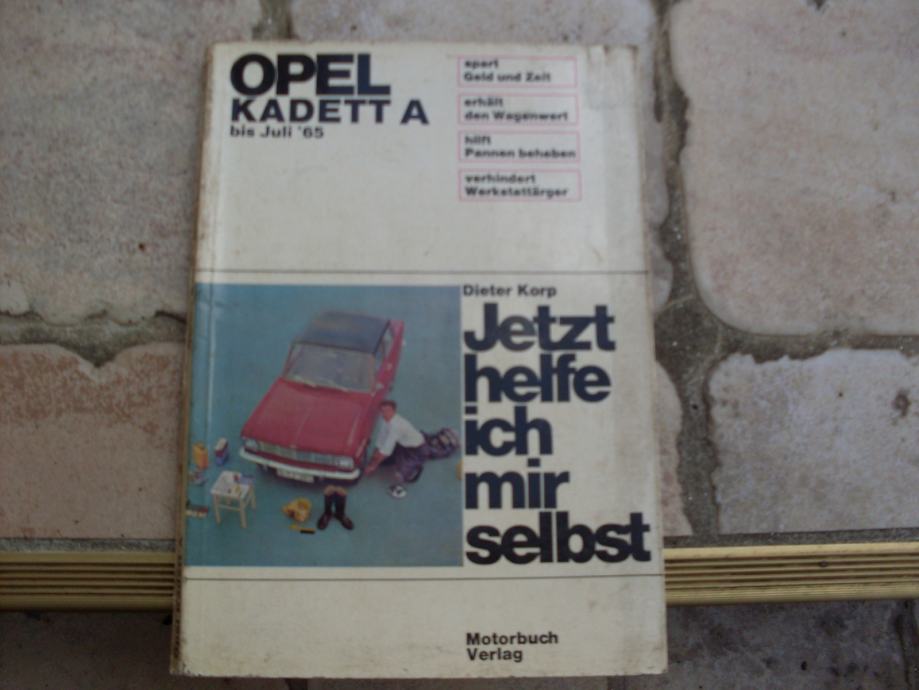 OPEL
KADETT A
bis Juli '65
spart
Geld und Zeit
erhält
den Wagenwert
hilft
Pannen beheben
verhindert
Werkstattärger
Dieter Korp
Jetzt
helfe
ich
mir
selbst
Motorbuch
Verlag